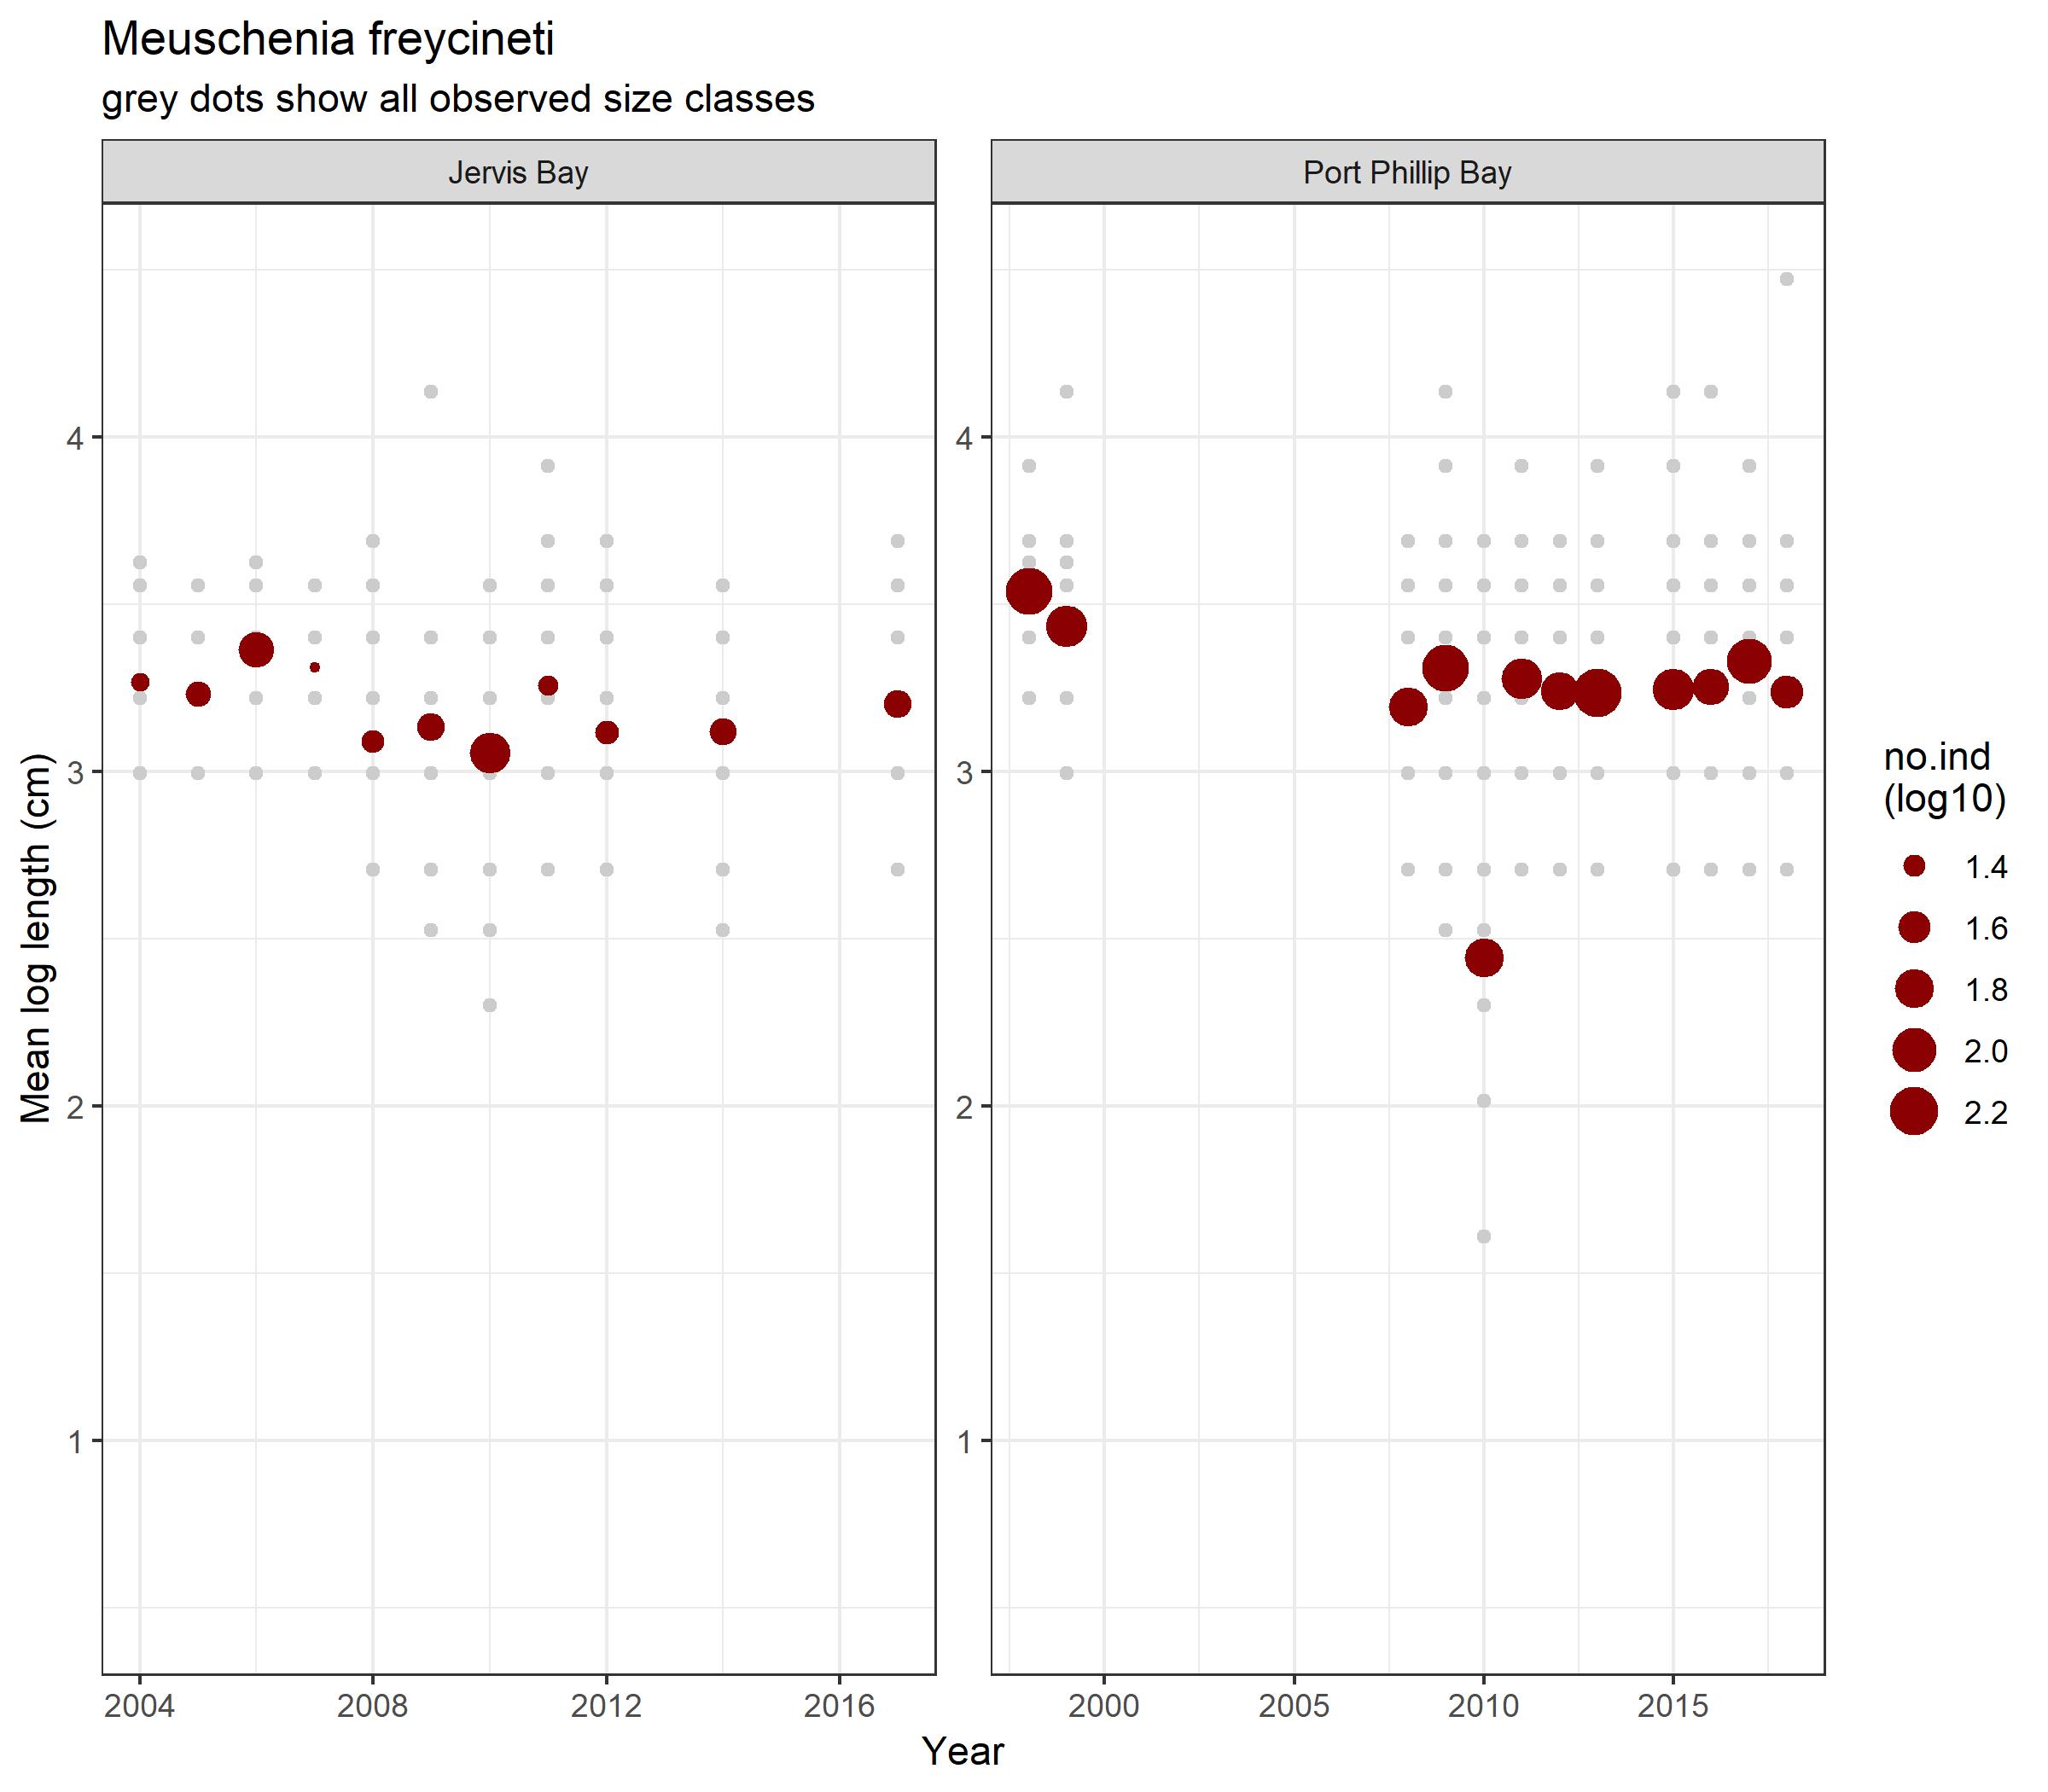 Meuschenia freycineti
grey dots show all observed size classes
Jervis Bay
Port Phillip Bay
Mean log length (cm)
4
3
2
1
4
3
2
1
2004 2008 2012 2016
2000 2005 2010 2015
Year
no.ind
(log10)
1.4
1.6
1.8
2.0
2.2